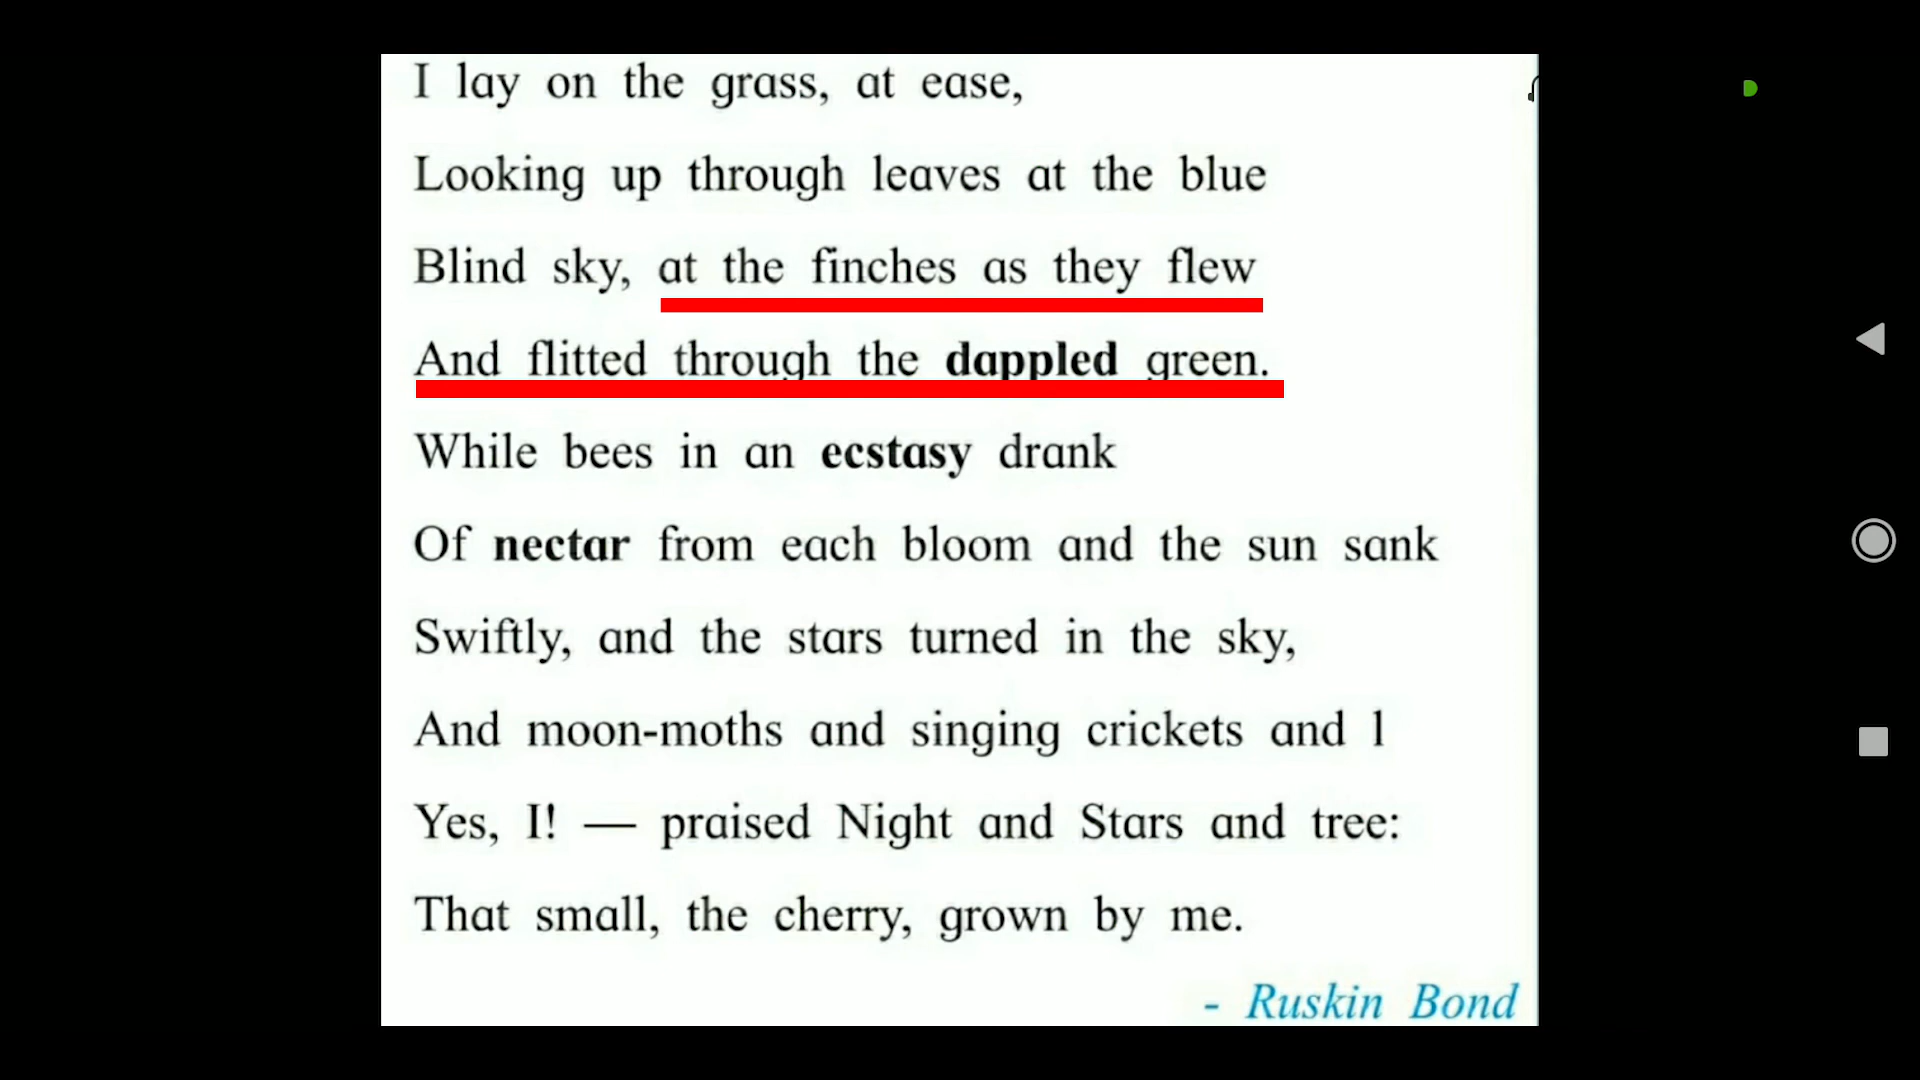 I lay on the grass, at ease,
Looking up through leaves at the blue
Blind sky, at the finches as they flew
And flitted through the dappled green.
While bees in an ecstasy drank
Of nectar from each bloom and the sun sank
Swiftly, and the stars turned in the sky,
And moon-moths and singing crickets and l
Yes, I! — praised Night and Stars and tree:
That small, the cherry, grown by me.
- Ruskin Bond